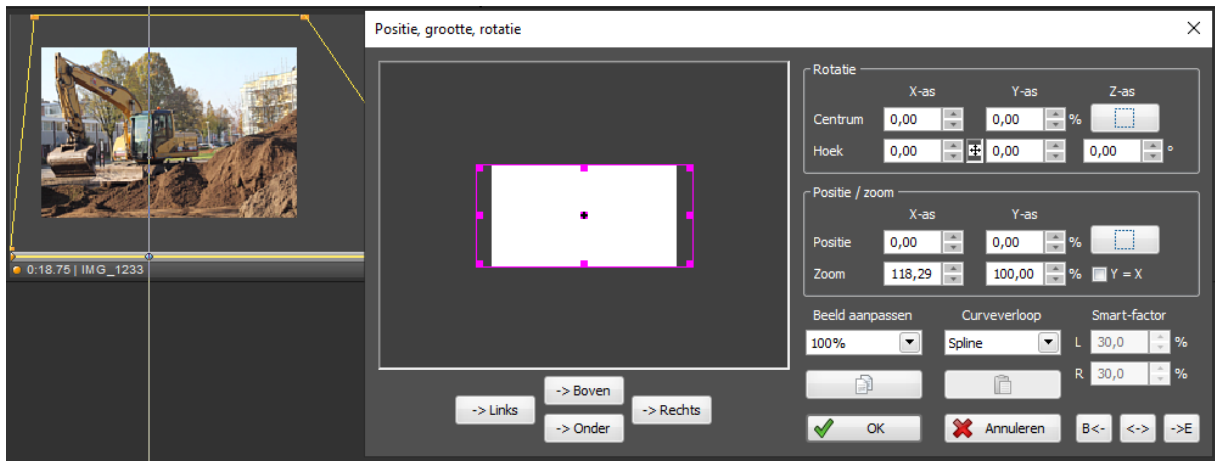 Positie, grootte, rotatie
0:18.75 | IMG_1233
Rotatie
X-as Y-as Z-as
Centrum 0,00 0,00 %
Hoek 0,00 0,00 0,00 °
Positie / zoom
X-as Y-as
Positie 0,00 0,00 %
Zoom 118,29 100,00 % Y = X
Beeld aanpassen Curveverloop Smart-factor
100% Spline L 30,0 %
R 30,0 %
-> Boven
-> Links -> Rechts
-> Onder
OK Annuleren B<- <-> ->E